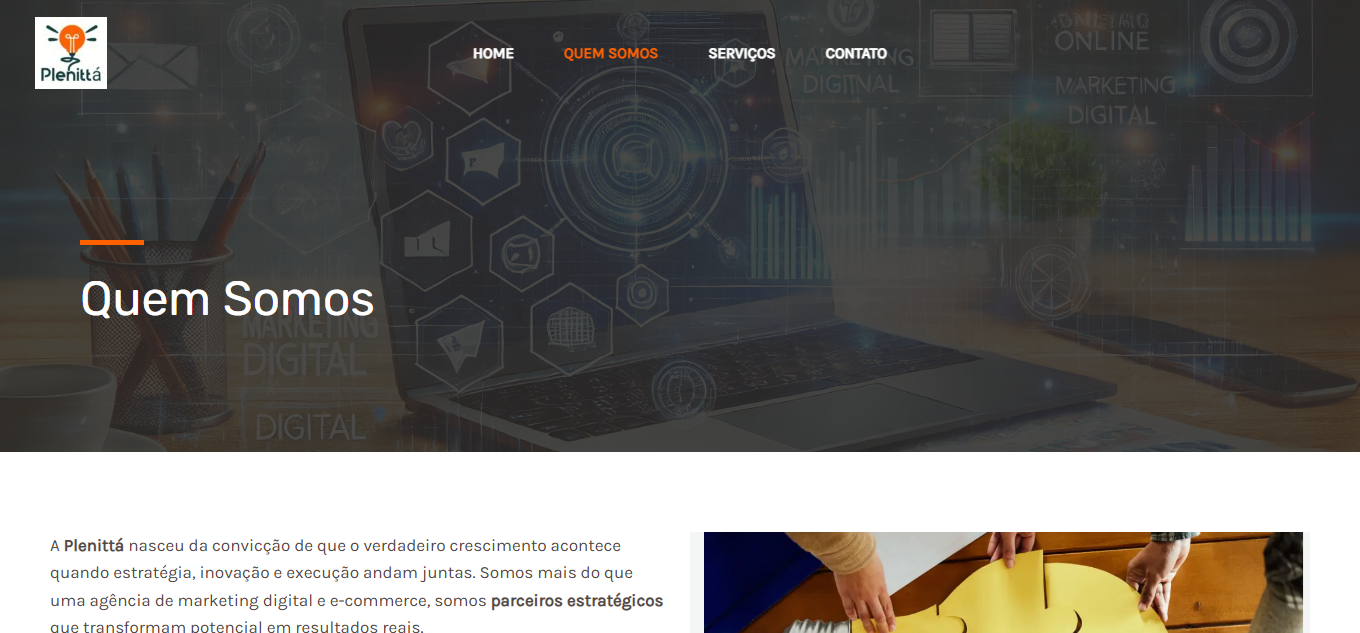 Plenittá
HOME
QUEM SOMOS
SERVIÇOS
CONTATO
ONLINE
MARKETING
DIGITNAL
MARKETING
DIGITAL
Quem Somos
MARKETING
DIGITAL
DIGITAL
A Plenittá nasceu da convicção de que o verdadeiro crescimento acontece
quando estratégia, inovação e execução andam juntas. Somos mais do que
uma agência de marketing digital e e-commerce, somos parceiros estratégicos
que transformam potencial em resultados reais.